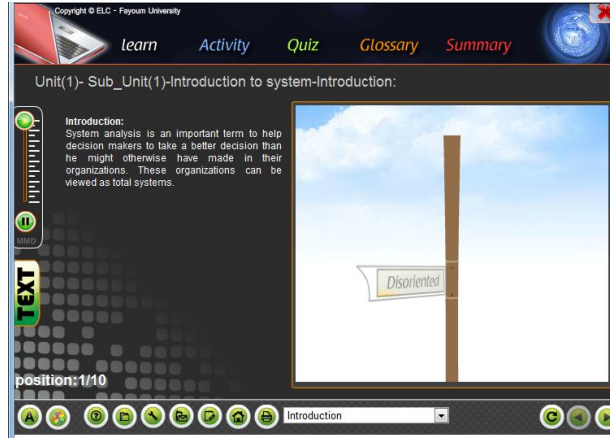 Copyright © ELC - Fayoum University
learn Activity Quiz Glossary Summary
Unit(1)- Sub_Unit(1)-Introduction to system-Introduction:
Introduction:
System analysis is an important term to help
decision makers to take a better decision than
he might otherwise have made in their
organizations. These organizations can be
viewed as total systems.
MMD
Disoriented
TEXT
position:1/10
A
Introduction